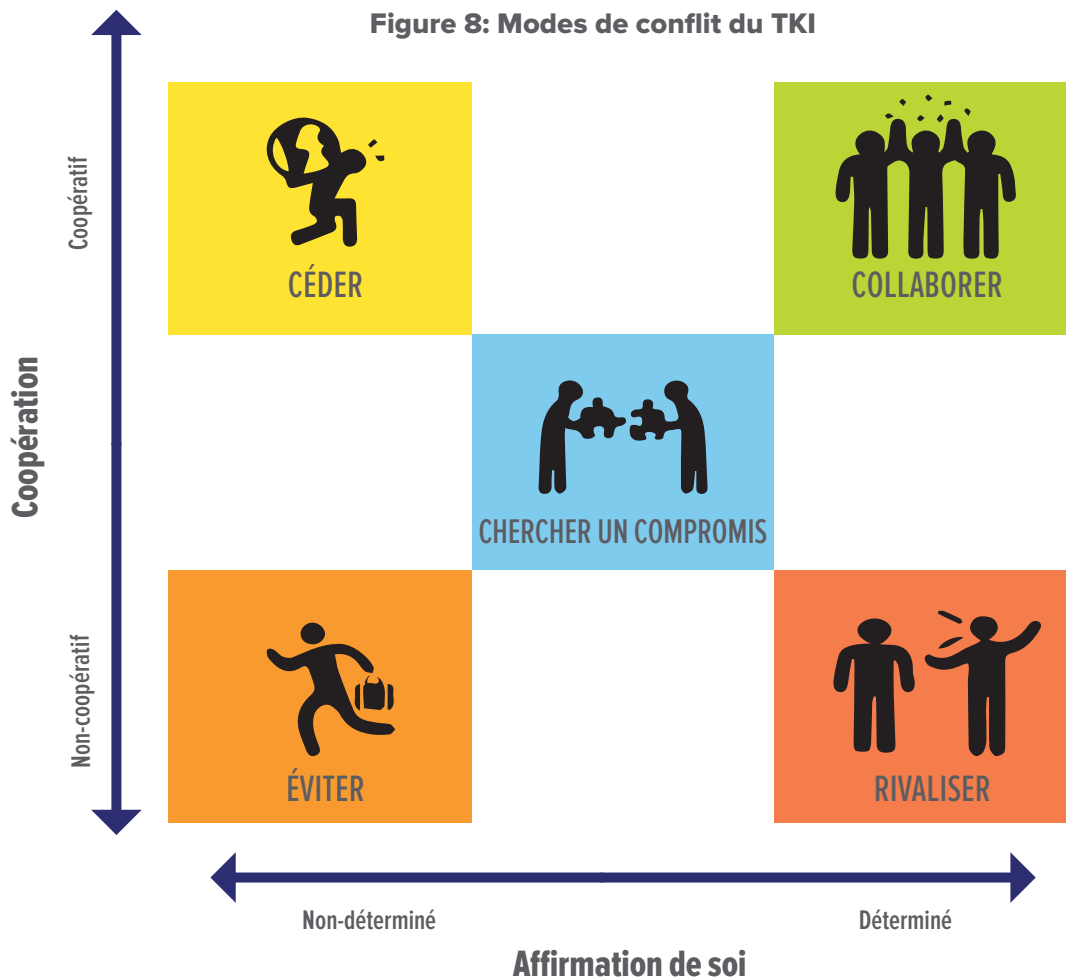 Figure 8: Modes de conflit du TKI
Coopératif
CÉDER
COLLABORER
Coopération
CHERCHER UN COMPROMIS
Non-coopératif
ÉVITER
RIVALISER
Non-déterminé
Déterminé
Affirmation de soi